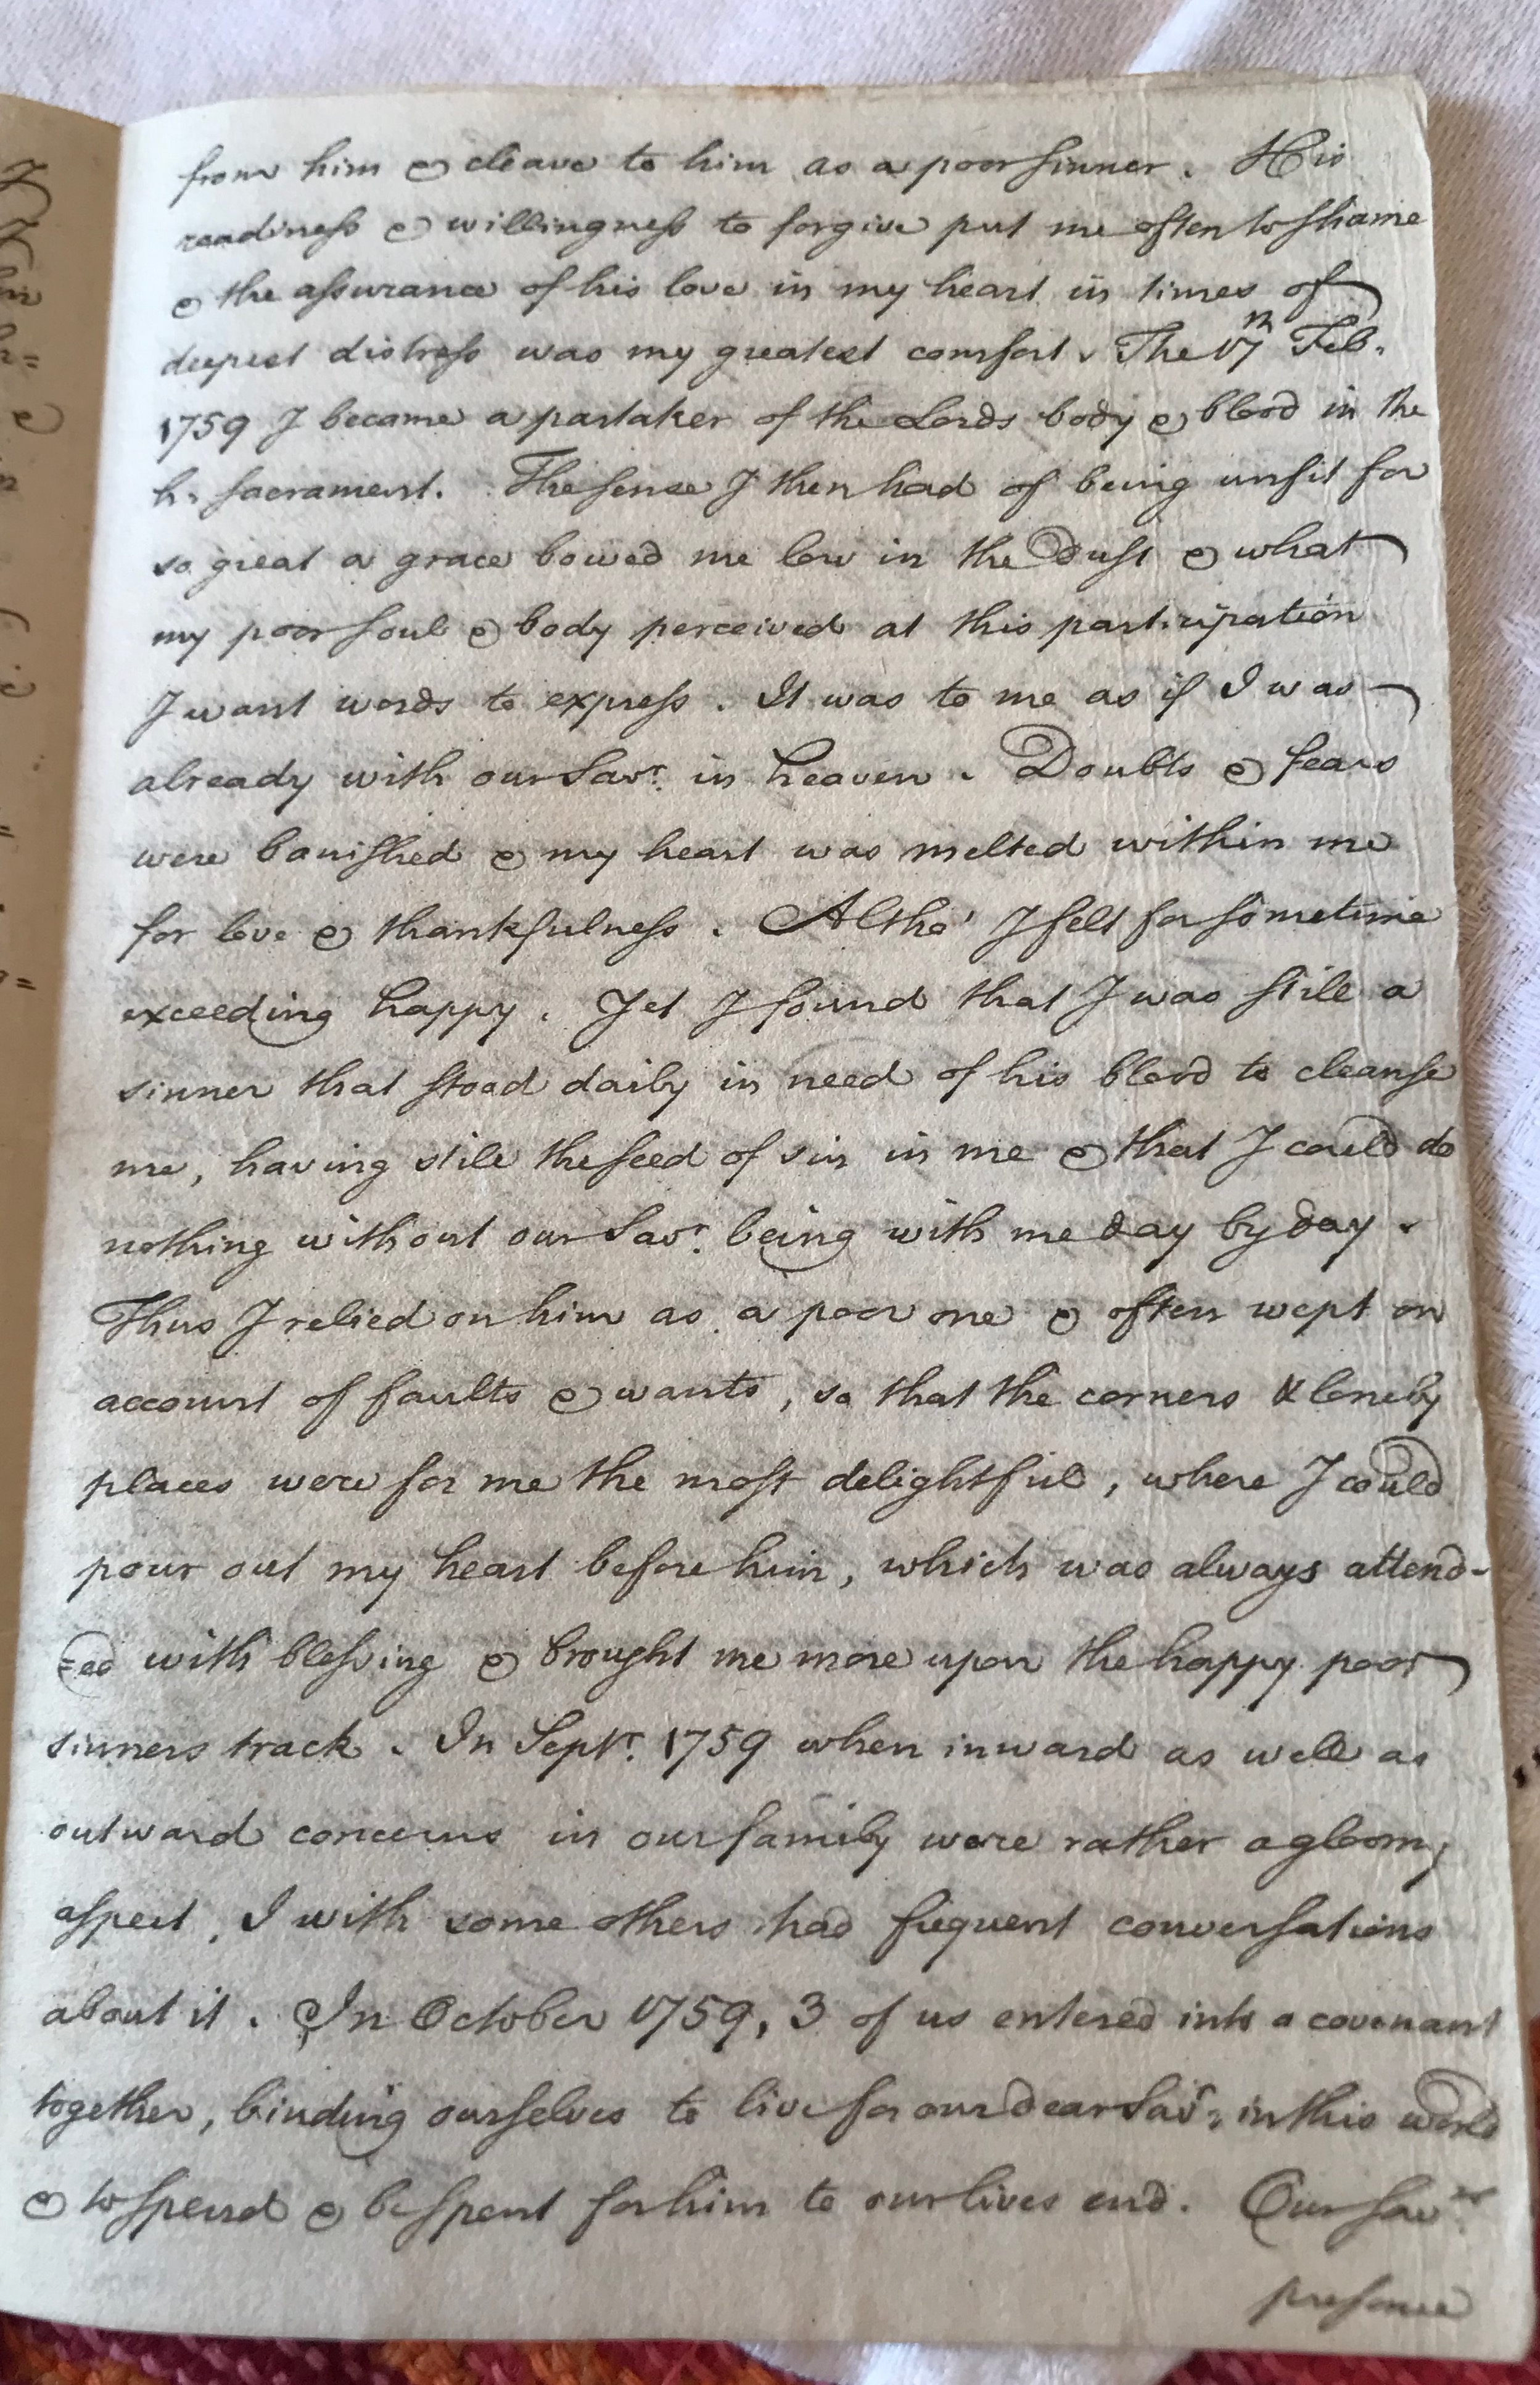 from him & cleave to him as a poor sinner. His
readiness & willingness to forgive put me often to shame
& the assurance of his love in my heart in times of
deepest distress was my greatest comfort. The 17th Feb.
1759 I became a partaker of the Lords body & blood in the
h. sacrament. The sense I then had of being unfit for
so great a grace bowed me low in the Dust & what
my poor soul & body perceived at this participation
I want words to express. It was to me as if I was
already with our Savr. in heaven. Doubts & fears
were banished & my heart was melted within me
for love & thankfulness. Altho' I felt for sometime
exceeding happy. Yet I found that I was still a
sinner that stood daily in need of his blood to cleanse
me, having stile the seed of sin in me & that I could do
nothing without our Savr. being with me day by day.
Thus I relied on him as a poor one & often wept on
account of faults & wants, so that the corners & lonely
places were for me the most delightful, where I could
pour out my heart before him, which was always attend-
=ed with blessing & brought me more upon the happy poor
sinners track. In Septr. 1759 when inward as well as
outward concerns in our family wore rather a gloomy
aspect, I with some others had frequent conversations
about it. In October 1759, 3 of us entered into a covenant
together, binding ourselves to live for our dear Savr. in this world
& to spend & be spent for him to our lives end. Our Savrs.
presence